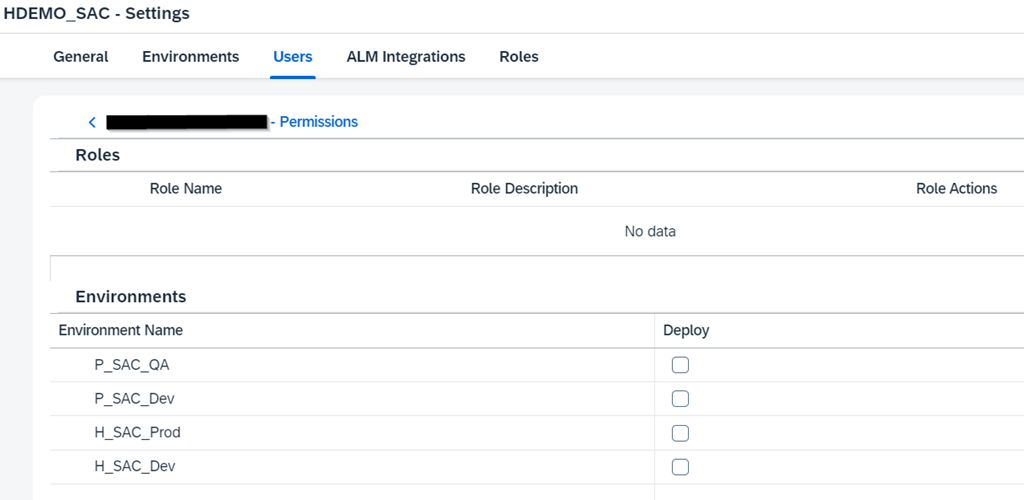 HDEMO_SAC - Settings
General Environments Users ALM Integrations Roles
- Permissions
Roles
Role Name Role Description Role Actions
No data
Environments
Environment Name Deploy
P_SAC_QA
P_SAC_Dev
H_SAC_Prod
H_SAC_Dev